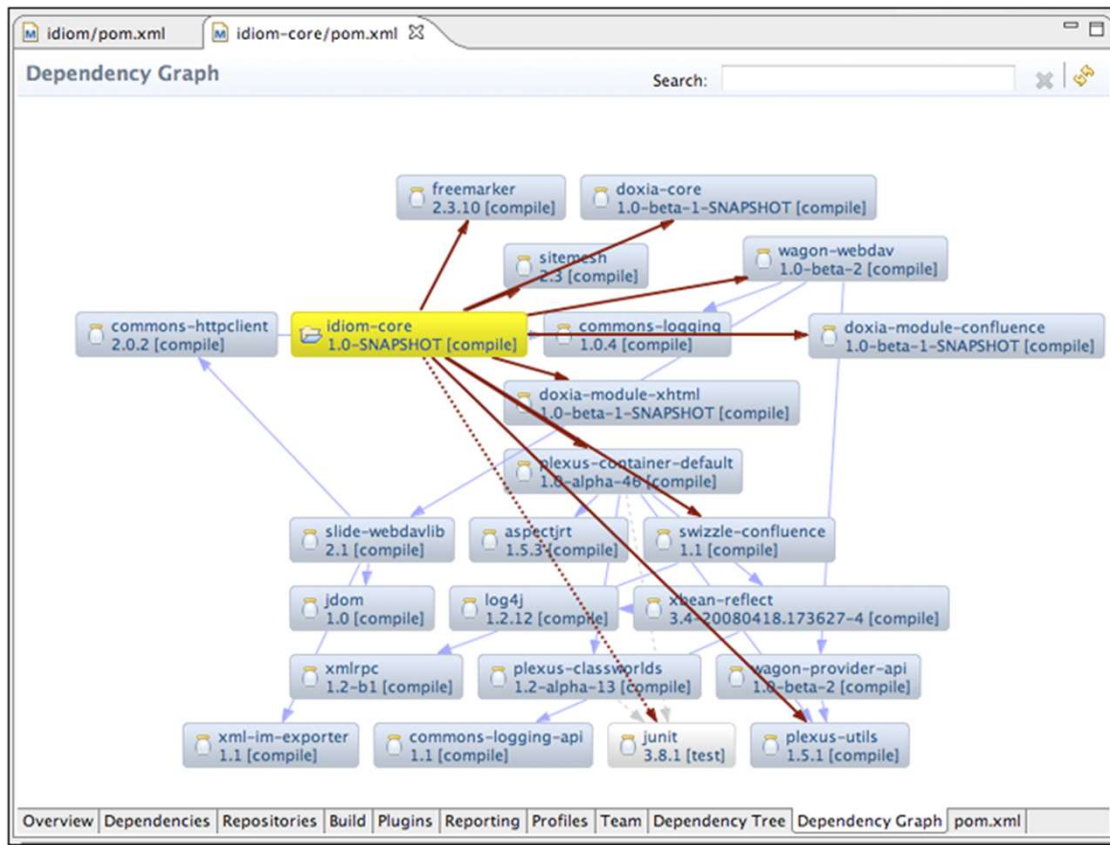 idiom/pom.xml
idiom-core/pom.xml
Dependency Graph
Search:
freemarker
2.3.10 [compile]
doxia-core
1.0-beta-1-SNAPSHOT [compile]
sitemesh
2.3 [compile]
wagon-webdav
1.0-beta-2 [compile]
commons-httpclient
2.0.2 [compile]
idiom-core
1.0-SNAPSHOT [compile]
commons-logging
1.0.4 [compile]
doxia-module-confluence
1.0-beta-1-SNAPSHOT [compile]
doxia-module-xhtml
1.0-beta-1-SNAPSHOT [compile]
plexus-container-default
1.0-alpha-46 [compile]
slide-webdavlib
2.1 [compile]
aspectjrt
1.5.3 [compile]
swizzle-confluence
1.1 [compile]
jdom
1.0 [compile]
log4j
1.2.12 [compile]
xbean-reflect
3.4-20080418.173627-4 [compile]
xmlrpc
1.2-b1 [compile]
plexus-classworlds
1.2-alpha-13 [compile]
wagon-provider-api
1.0-beta-2 [compile]
xml-im-exporter
1.1 [compile]
commons-logging-api
1.1 [compile]
junit
3.8.1 [test]
plexus-utils
1.5.1 [compile]
Overview Dependencies Repositories Build Plugins Reporting Profiles Team Dependency Tree Dependency Graph pom.xml